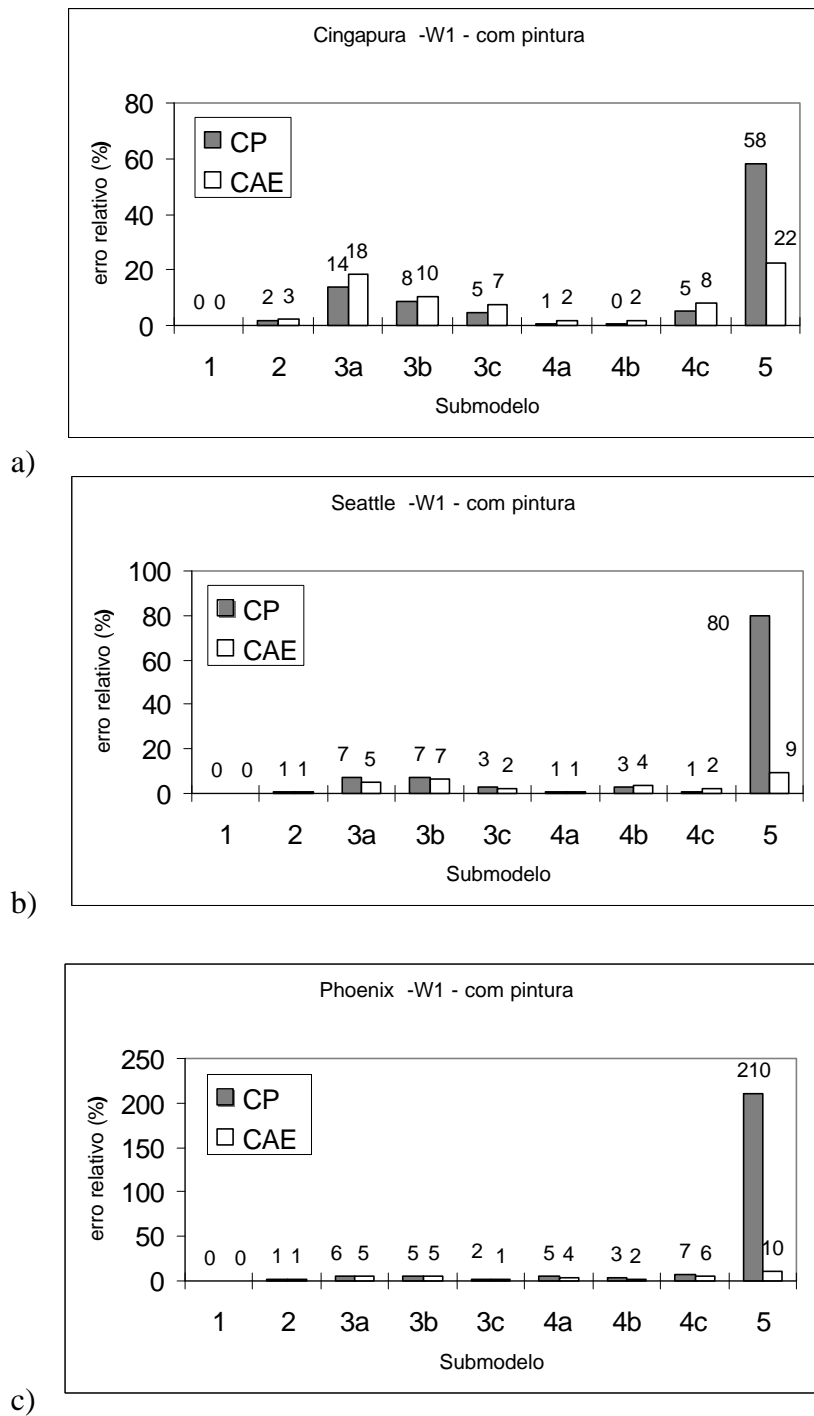 Cingapura -W1 - com pintura
erro relativo (%)
80
60
40
20
0
CP
CAE
0 0 2 3 14 18 8 10 5 7 1 2 0 2 5 8 58 22
1 2 3a 3b 3c 4a 4b 4c 5
Submodelo
a)
Seattle -W1 - com pintura
erro relativo (%)
100
80
60
40
20
0
CP
CAE
0 0 1 1 7 5 7 7 3 2 1 1 3 4 1 2 80 9
1 2 3a 3b 3c 4a 4b 4c 5
Submodelo
b)
Phoenix -W1 - com pintura
erro relativo (%)
250
200
150
100
50
0
CP
CAE
0 0 1 1 6 5 5 5 2 1 5 4 3 2 7 6 210 10
1 2 3a 3b 3c 4a 4b 4c 5
Submodelo
c)